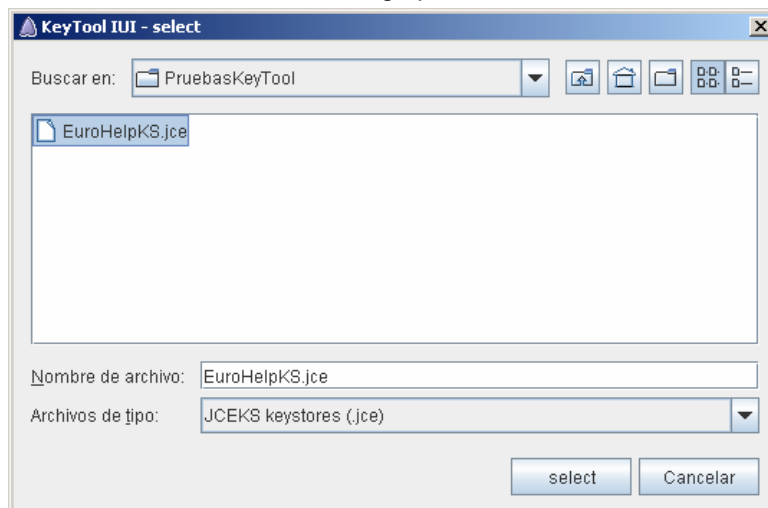 KeyTool IUI - select
Buscar en: PruebasKeyTool
EuroHelpKS.jce
Nombre de archivo: EuroHelpKS.jce
Archivos de tipo: JCEKS keystores (.jce)
select Cancelar